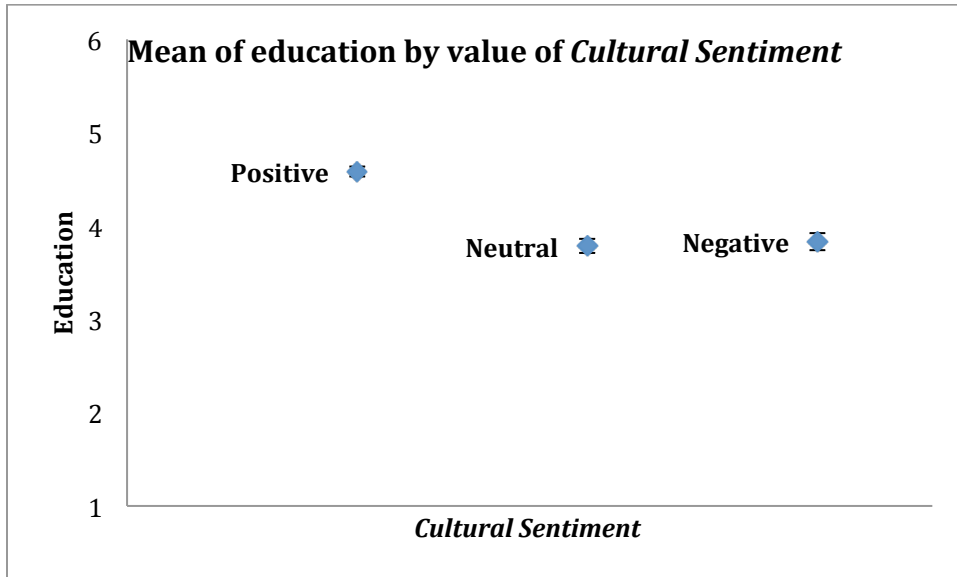 Mean of education by value of Cultural Sentiment
6
5
4
3
2
1
Education
Positive
Neutral
Negative
Cultural Sentiment